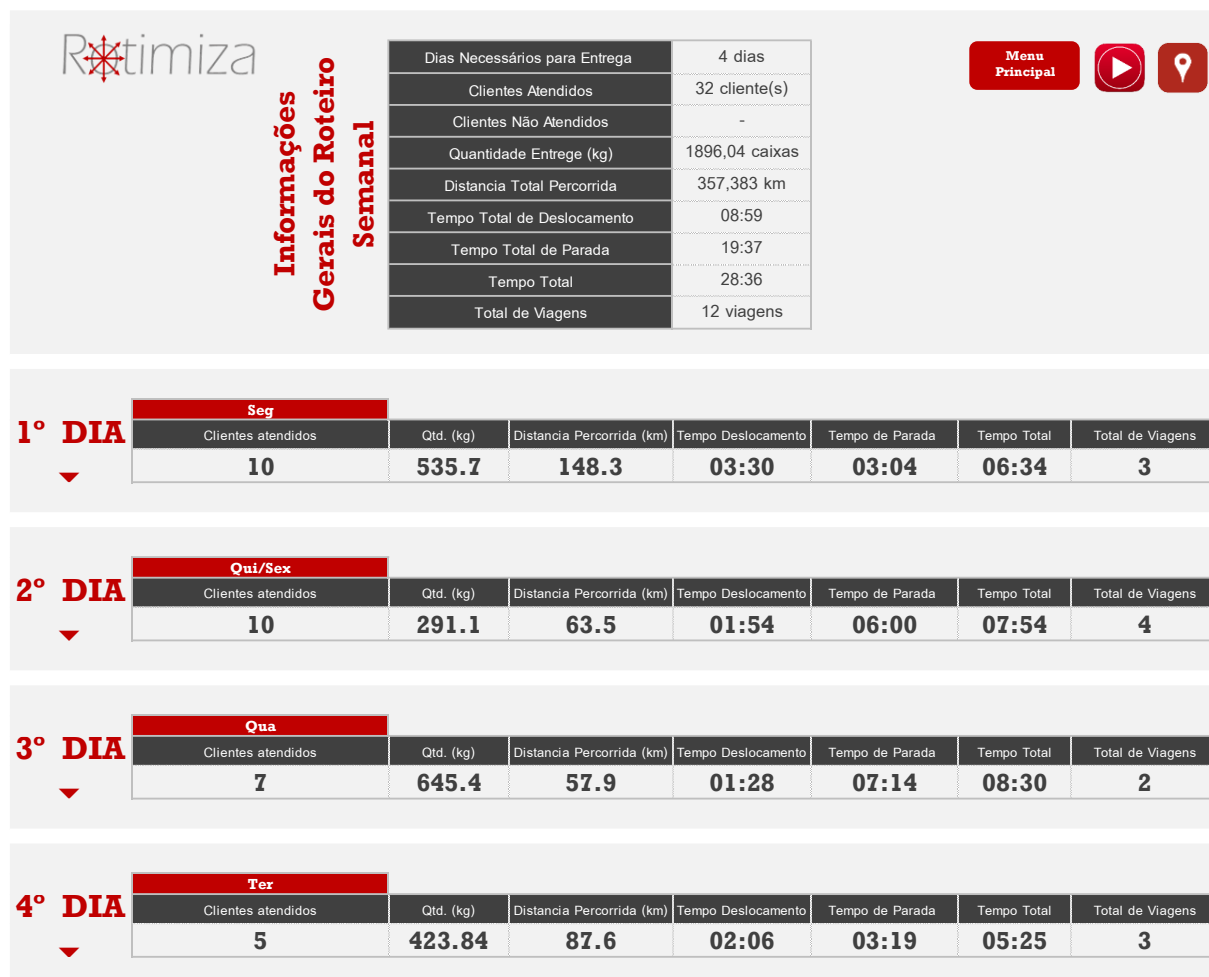 Rotimiza
Informações
Gerais do Roteiro
Semanal
Dias Necessários para Entrega 4 dias
Clientes Atendidos 32 cliente(s)
Clientes Não Atendidos -
Quantidade Entrege (kg) 1896,04 caixas
Distancia Total Percorrida 357,383 km
Tempo Total de Deslocamento 08:59
Tempo Total de Parada 19:37
Tempo Total 28:36
Total de Viagens 12 viagens
Menu
Principal
1º DIA
Seg
Clientes atendidos Qtd. (kg) Distancia Percorrida (km) Tempo Deslocamento Tempo de Parada Tempo Total Total de Viagens
10 535.7 148.3 03:30 03:04 06:34 3
2º DIA
Qui/Sex
Clientes atendidos Qtd. (kg) Distancia Percorrida (km) Tempo Deslocamento Tempo de Parada Tempo Total Total de Viagens
10 291.1 63.5 01:54 06:00 07:54 4
3º DIA
Qua
Clientes atendidos Qtd. (kg) Distancia Percorrida (km) Tempo Deslocamento Tempo de Parada Tempo Total Total de Viagens
7 645.4 57.9 01:28 07:14 08:30 2
4º DIA
Ter
Clientes atendidos Qtd. (kg) Distancia Percorrida (km) Tempo Deslocamento Tempo de Parada Tempo Total Total de Viagens
5 423.84 87.6 02:06 03:19 05:25 3